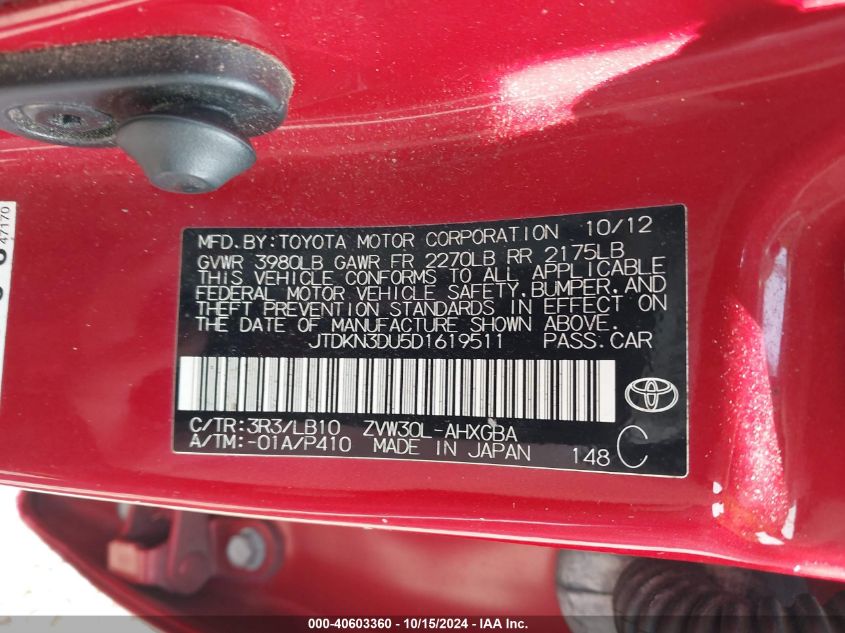 MFD.BY:TOYOTA MOTOR CORPORATION 10/12
GVWR 3980LB GAWR FR 2270LB RR 2175LB
THIS VEHICLE CONFORMS TO ALL APPLICABLE
FEDERAL MOTOR VEHICLE SAFETY, BUMPER, AND
THEFT PREVENTION STANDARDS IN EFFECT ON
THE DATE OF MANUFACTURE SHOWN ABOVE.
JTDKN3DU5D1619511 PASS.CAR
C/TR:3R3/LB10 ZVW30L-AHXGBA
A/TM:-01A/P410 MADE IN JAPAN 148 C
47170
000-40603360 - 10/15/2024 - IAA, Inc.